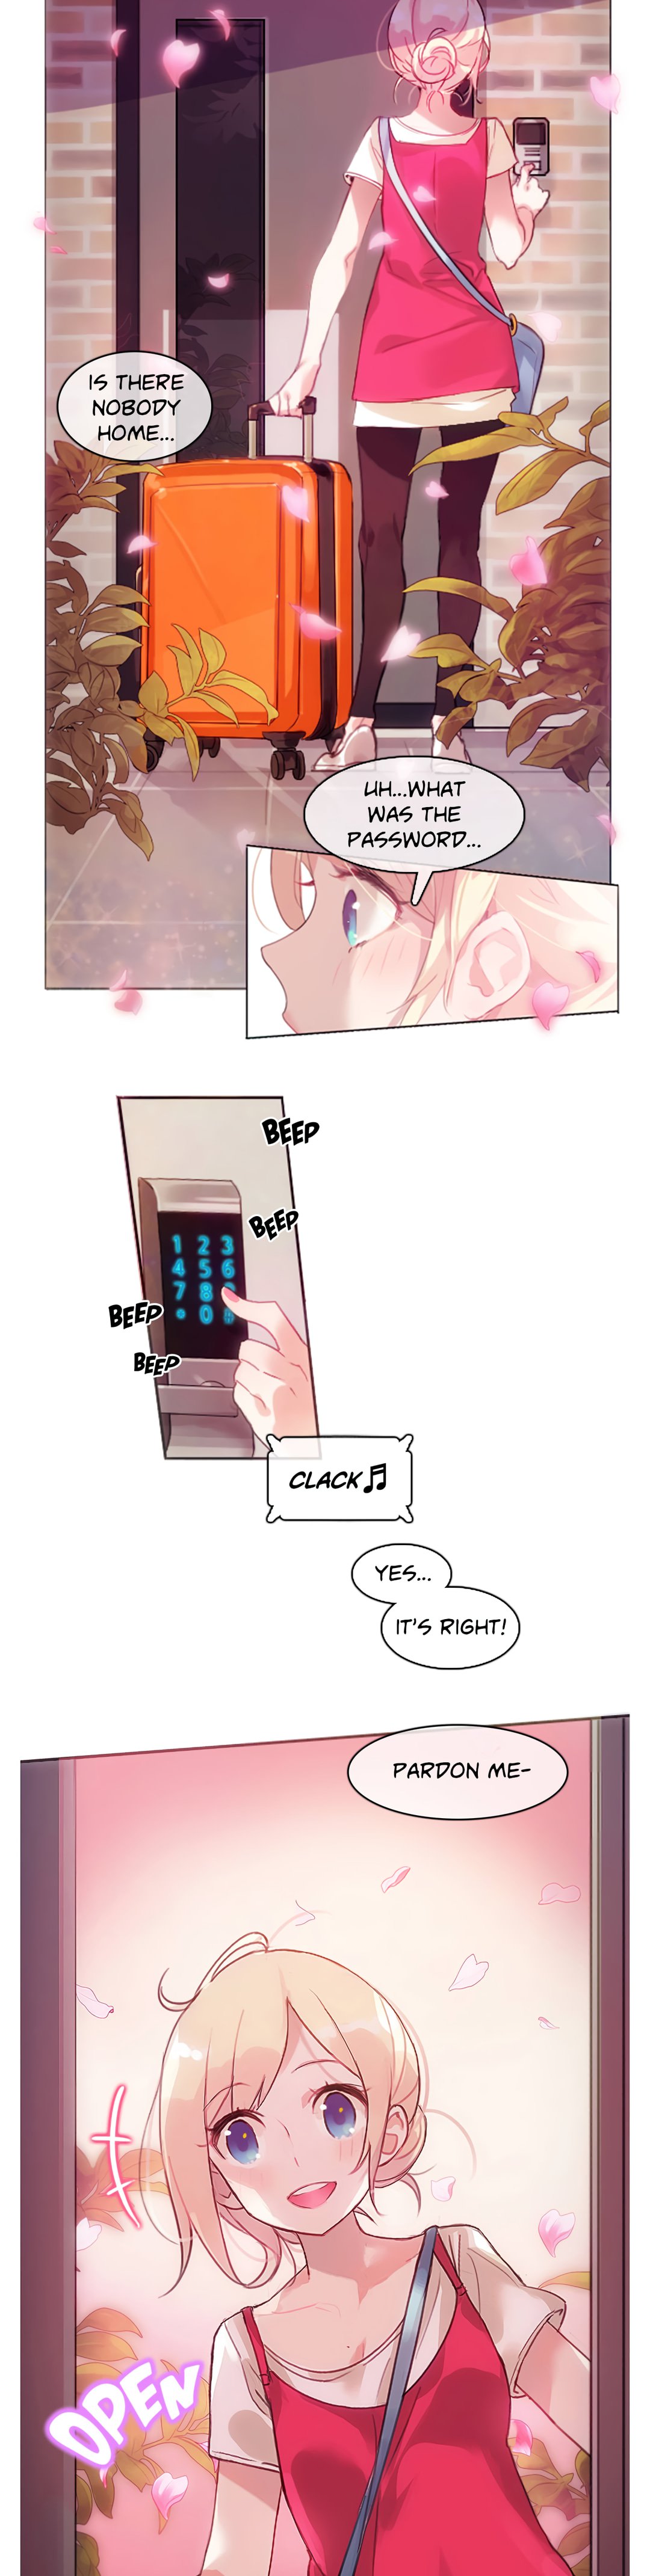 IS THERE
NOBODY
HOME...
UH...WHAT
WAS THE
PASSWORD...
BEEP
BEEP
1 2 3
4 5 6
7 8
* 0 #
BEEP
BEEP
CLACK♫
YES...
IT'S RIGHT!
PARDON ME-
OPEN